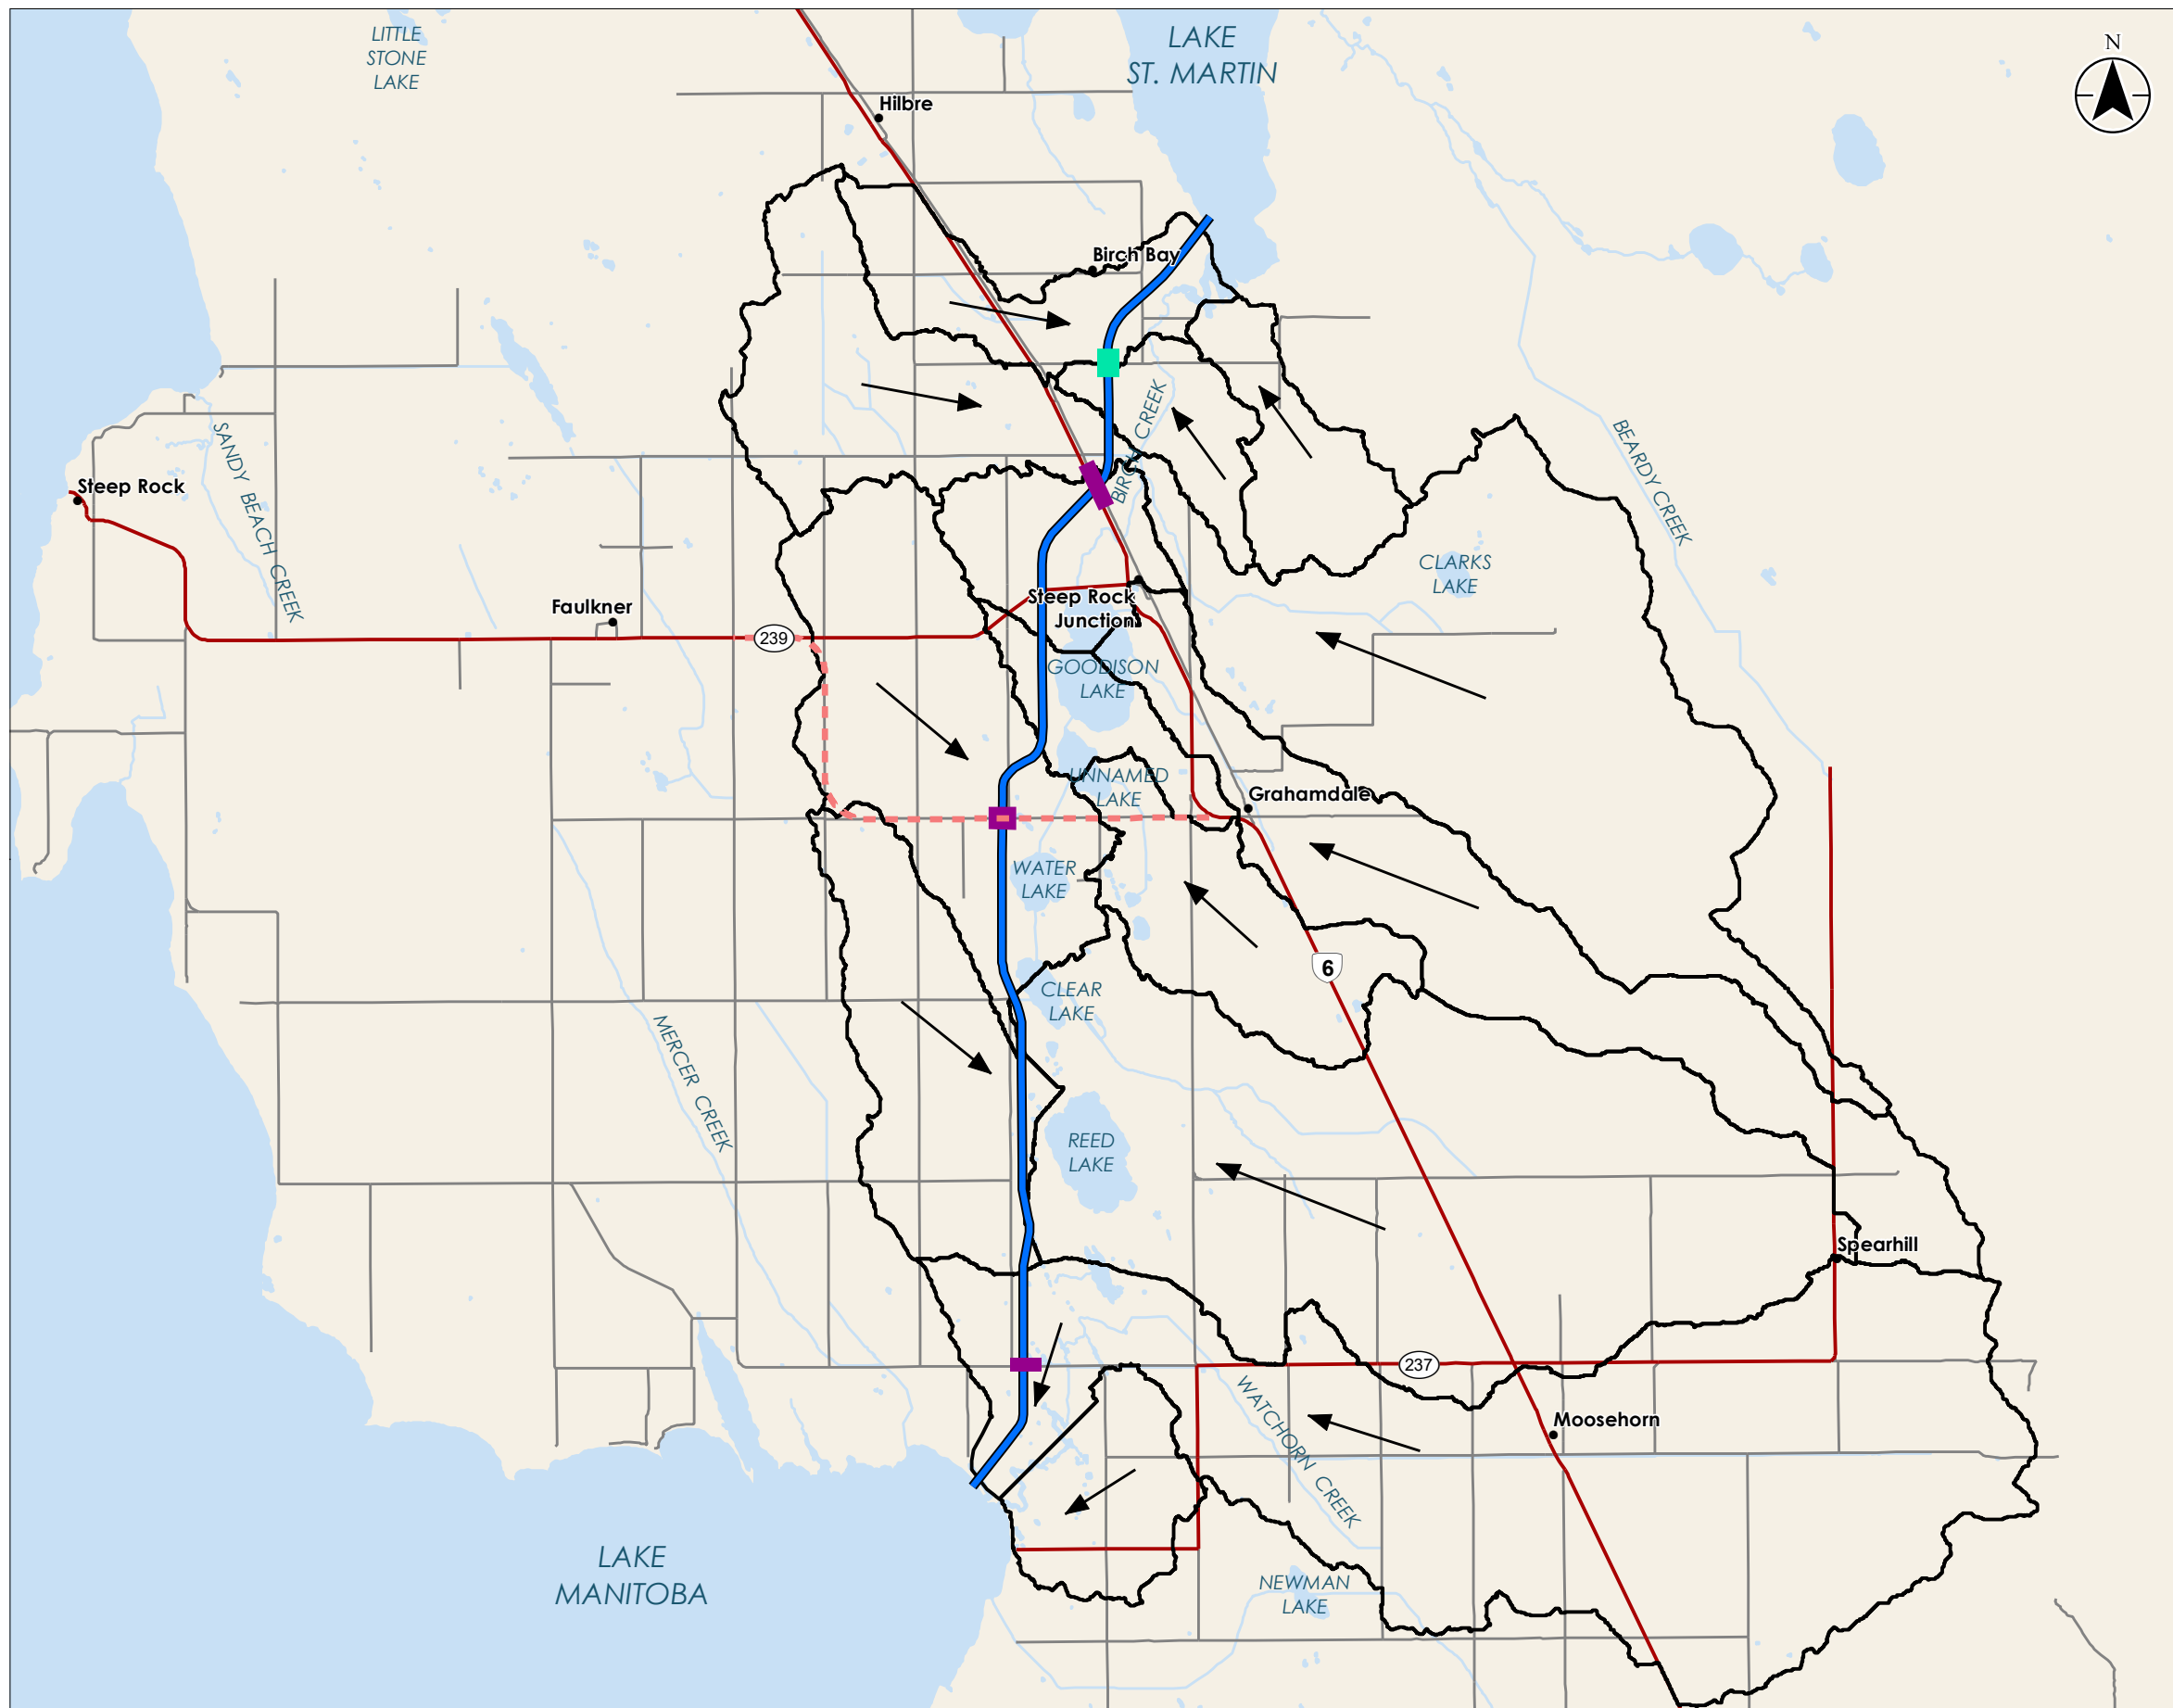 LITTLE
STONE
LAKE
LAKE
ST. MARTIN
N
Hilbre
Birch Bay
BIRCH CREEK
SANDY BEACH CREEK
BEARDY CREEK
Steep Rock
CLARKS
LAKE
Faulkner
Steep Rock
Junction
239
GOODISON
LAKE
UNNAMED
LAKE
Grahamdale
WATER
LAKE
6
CLEAR
LAKE
MERCER CREEK
REED
LAKE
Spearhill
237
WATCHORN CREEK
Moosehorn
LAKE
MANITOBA
NEWMAN
LAKE